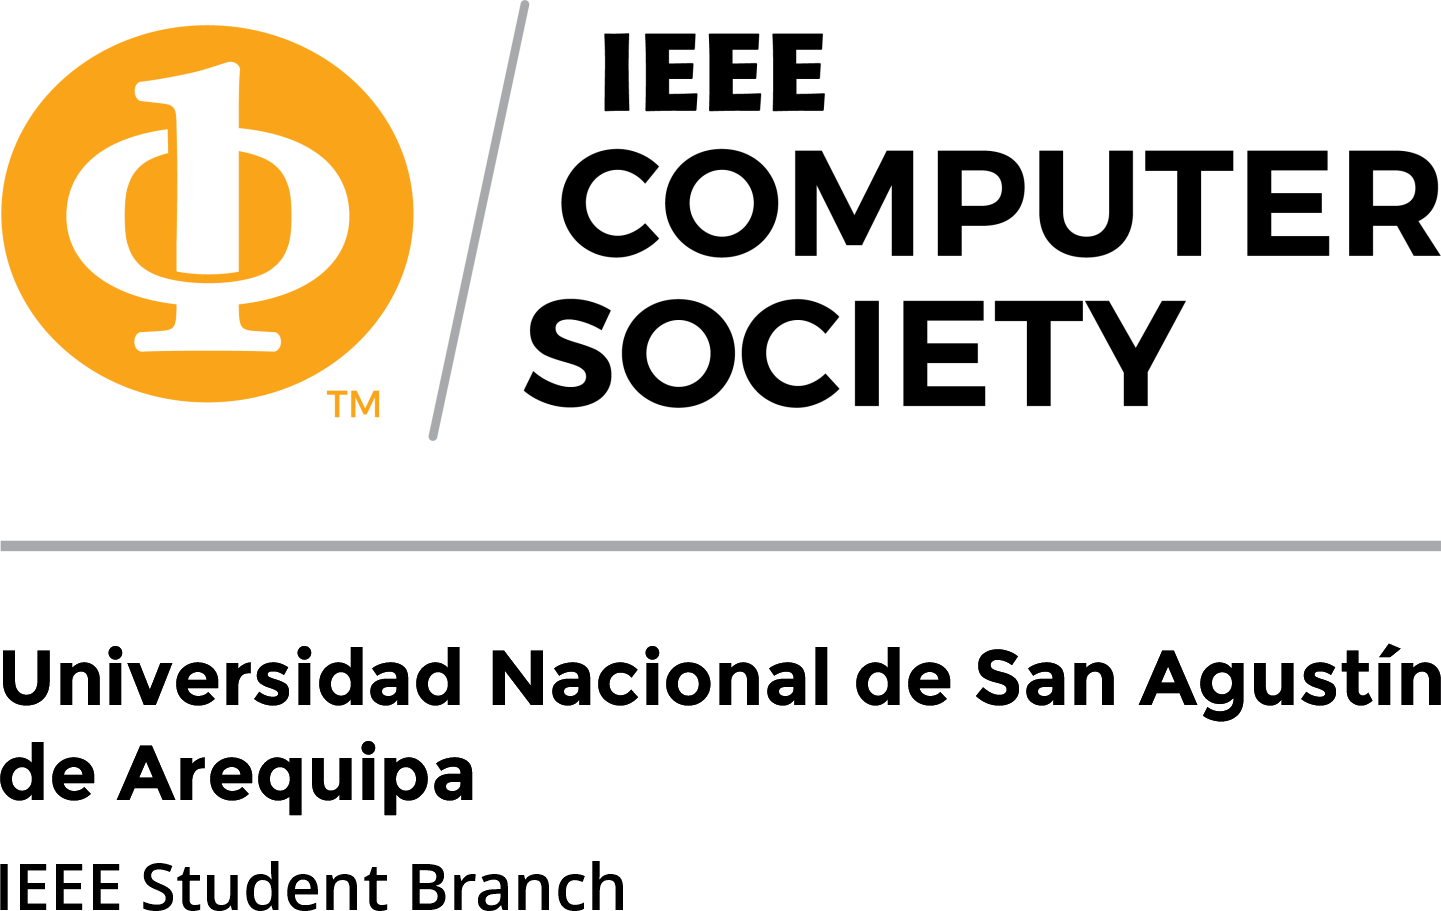 IEEE
COMPUTER
SOCIETY
TM
Universidad Nacional de San Agustín
de Arequipa
IEEE Student Branch